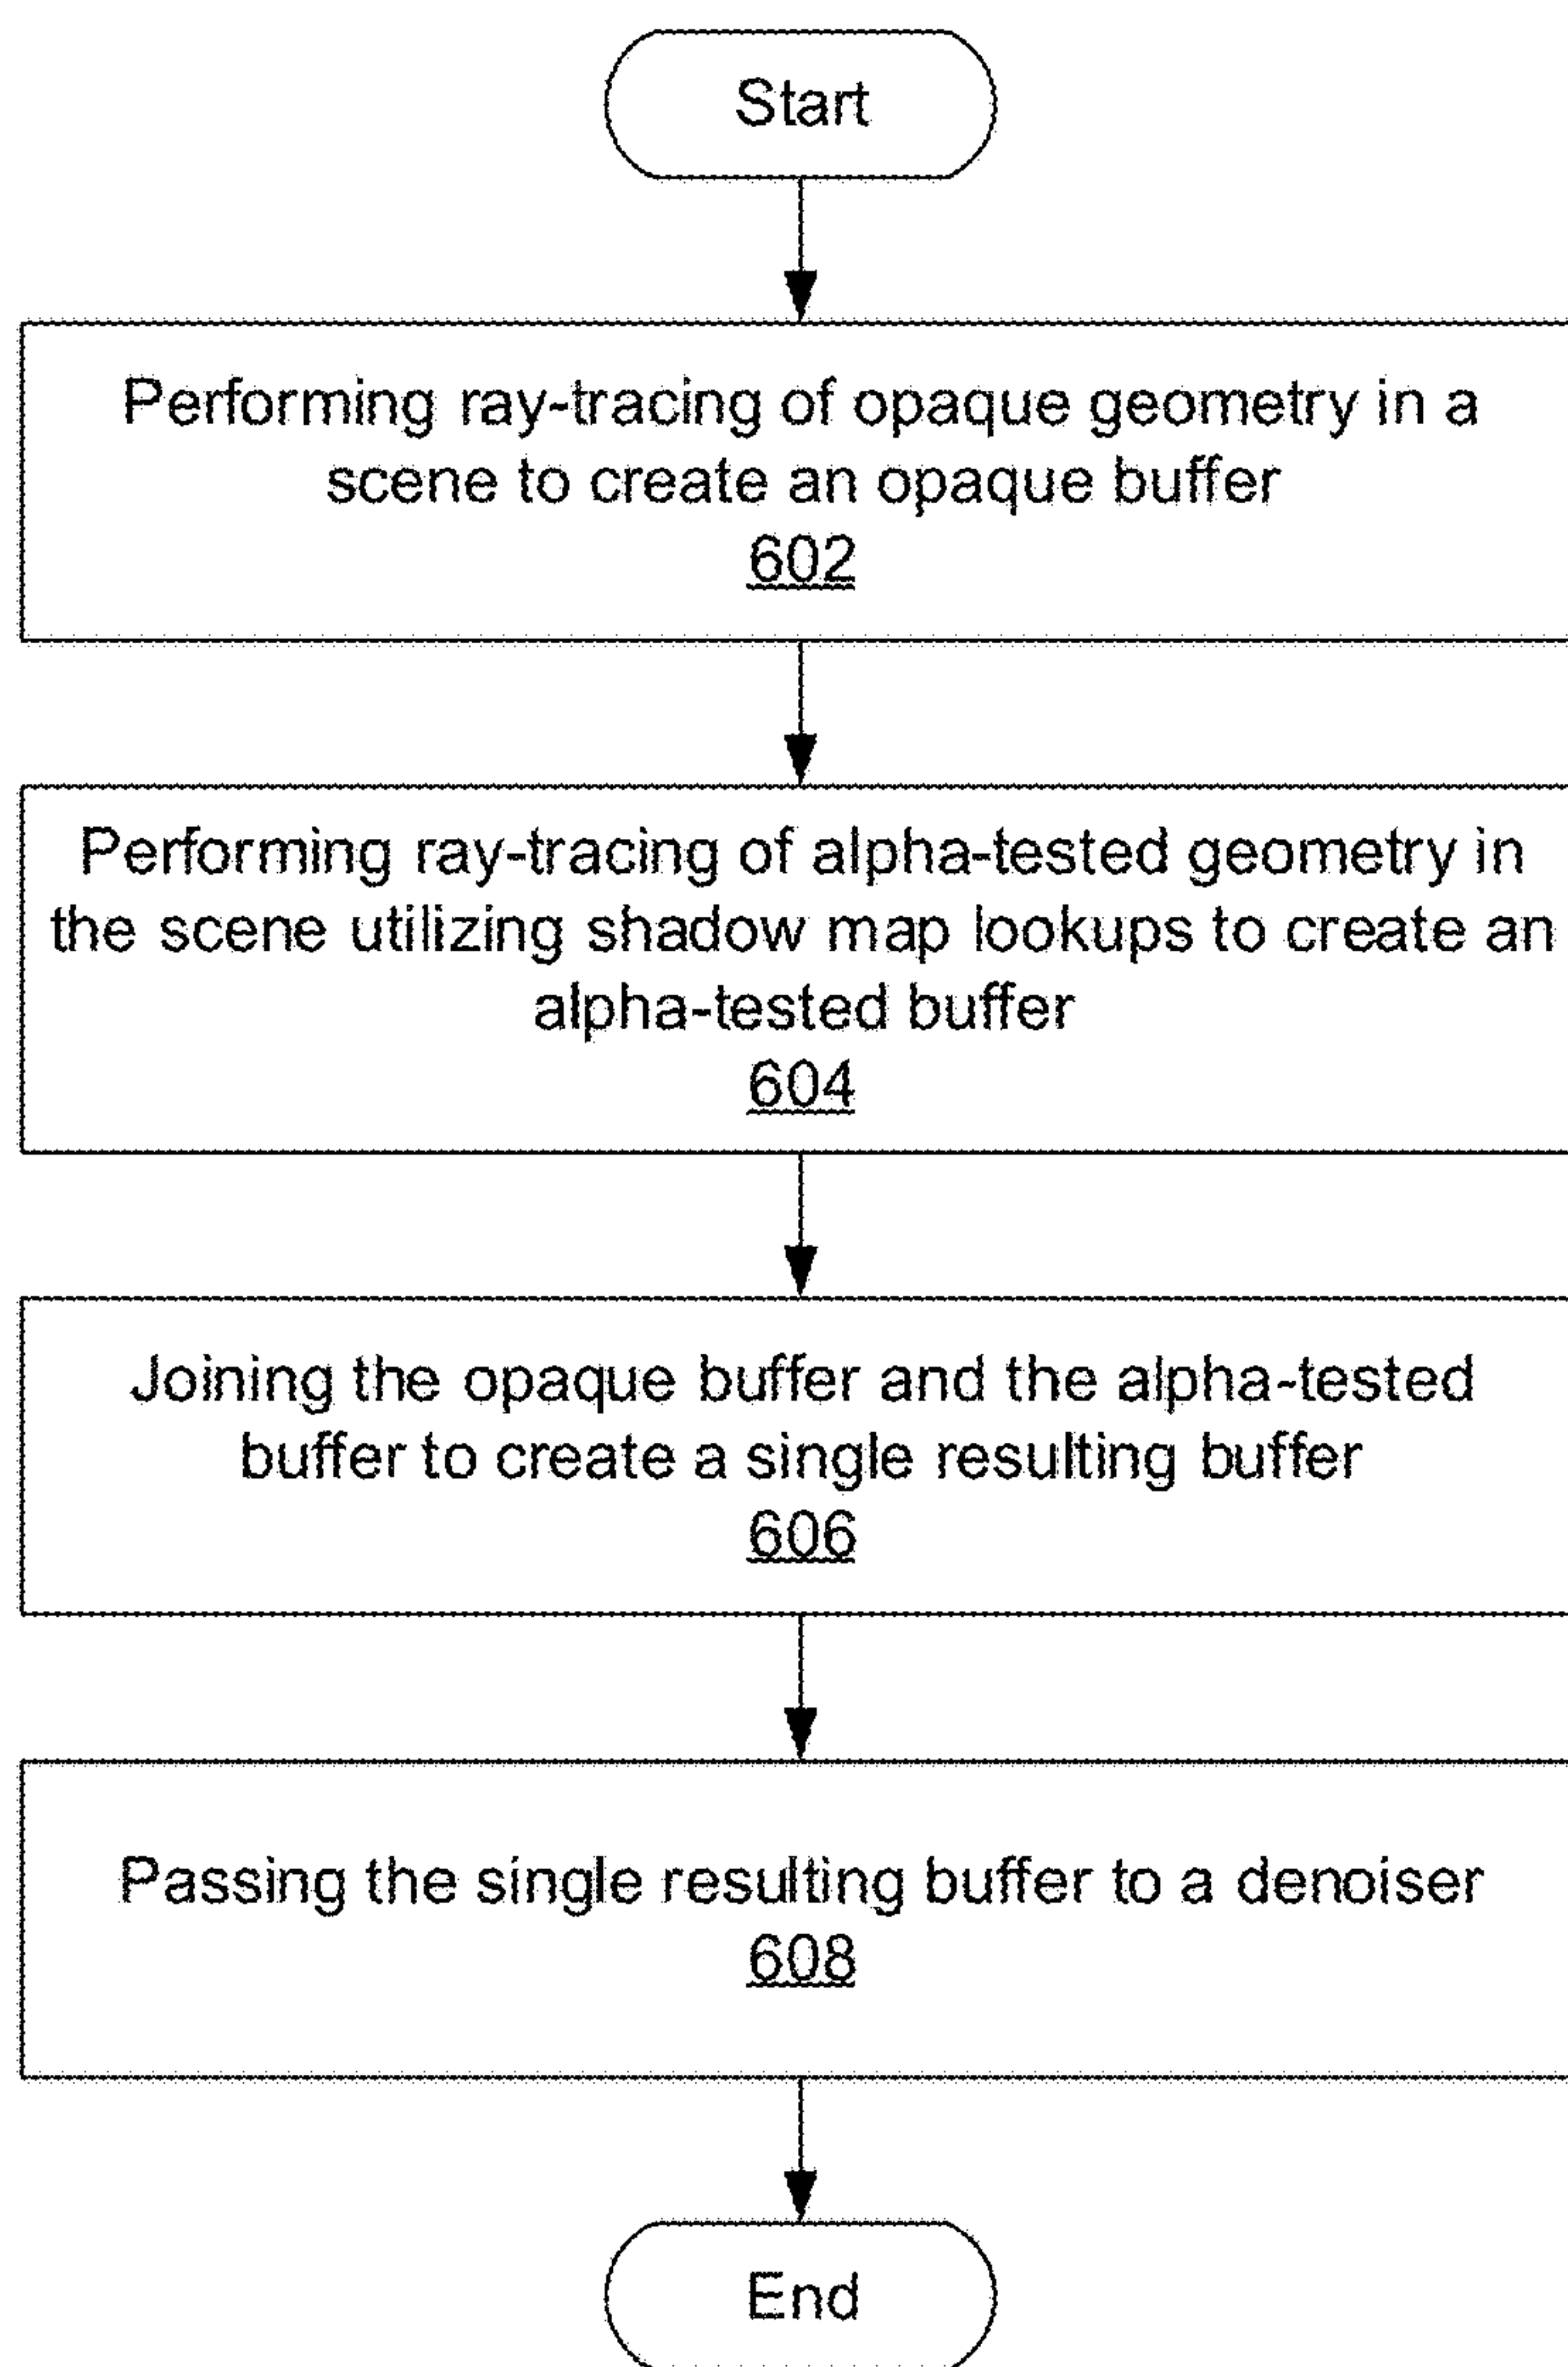 Start
Performing ray-tracing of opaque geometry in a
scene to create an opaque buffer
602
Performing ray-tracing of alpha-tested geometry in
the scene utilizing shadow map lookups to create an
alpha-tested buffer
604
Joining the opaque buffer and the alpha-tested
buffer to create a single resulting buffer
606
Passing the single resulting buffer to a denoiser
608
End